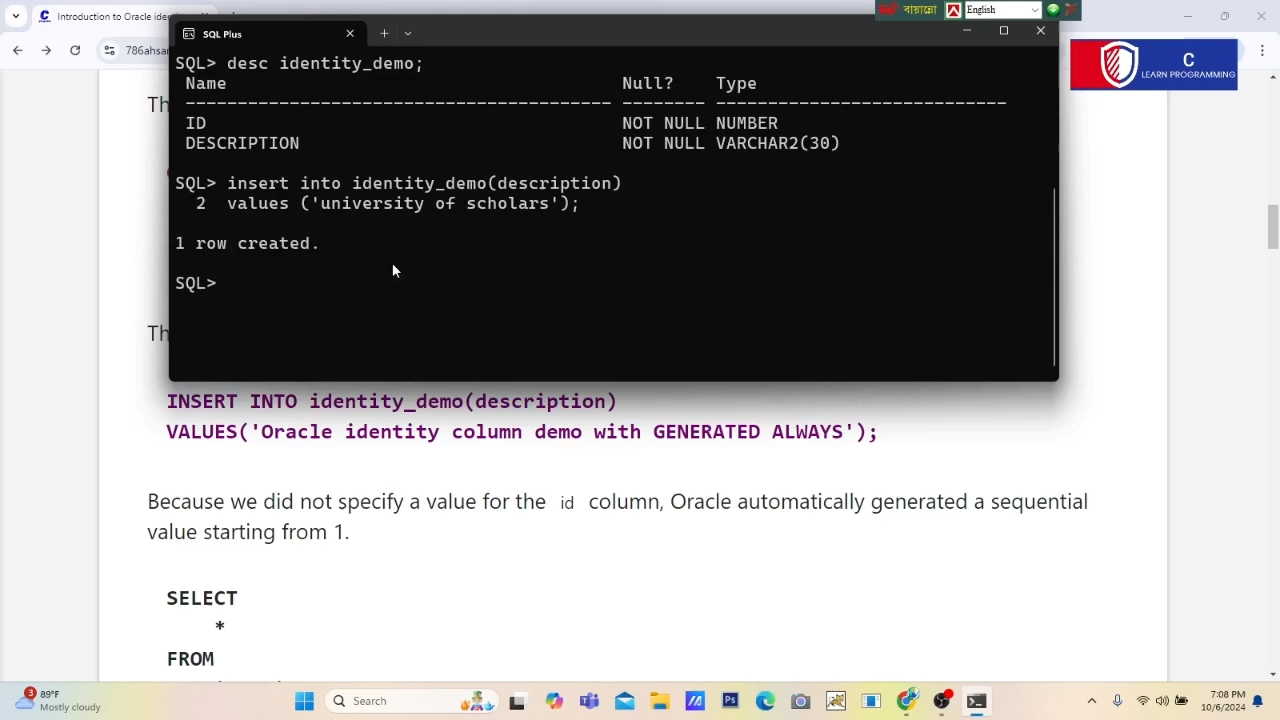 Introduction to Oracle identi
বায়ান্নো
English
SQL Plus
786ahsan
C
LEARN PROGRAMMING
SQL> desc identity_demo;
Name Null? Type
----------------------------------------- -------- ----------------------------
ID NOT NULL NUMBER
DESCRIPTION NOT NULL VARCHAR2(30)
SQL> insert into identity_demo(description)
2 values ('university of scholars');
1 row created.
SQL>
Th
Th
INSERT INTO identity_demo(description)
VALUES('Oracle identity column demo with GENERATED ALWAYS');
Because we did not specify a value for the id column, Oracle automatically generated a sequential
value starting from 1.
SELECT
*
FROM
3
89°F
Mostly cloudy
Search
7:08 PM
10/6/2024